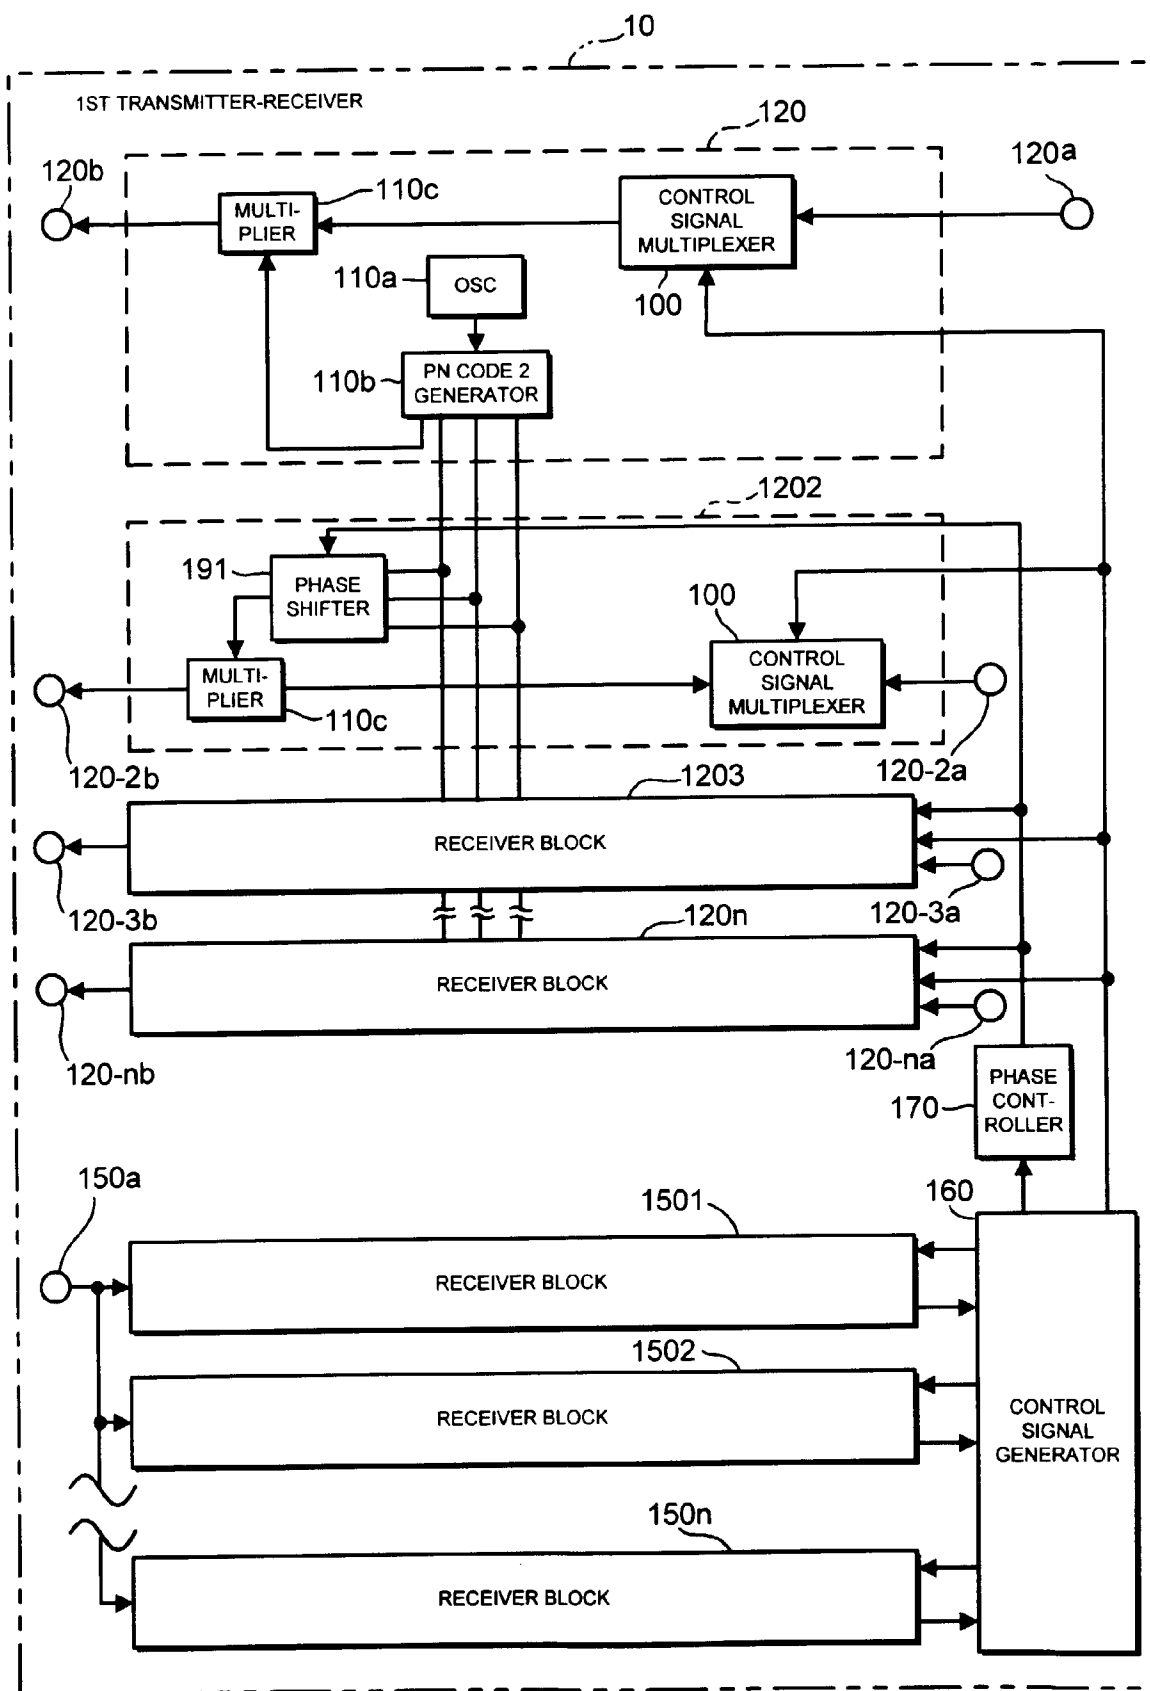 10
1ST TRANSMITTER-RECEIVER
120
120a
120b
110c
MULTI-
PLIER
CONTROL
SIGNAL
MULTIPLEXER
100
110a
OSC
110b
PN CODE 2
GENERATOR
1202
191
PHASE
SHIFTER
100
MULTI-
PLIER
110c
CONTROL
SIGNAL
MULTIPLEXER
120-2b
120-2a
1203
RECEIVER BLOCK
120-3b
120-3a
120n
RECEIVER BLOCK
120-nb
120-na
170
PHASE
CONT-
ROLLER
150a
1501
160
RECEIVER BLOCK
1502
RECEIVER BLOCK
CONTROL
SIGNAL
GENERATOR
150n
RECEIVER BLOCK